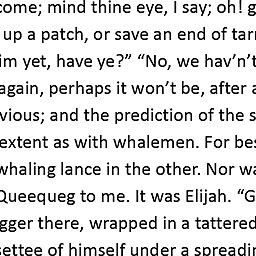 come; mind thine eye, I say; oh! g
up a patch, or save an end of tarr
im yet, have ye?” “No, we hav’n’t
again, perhaps it won’t be, after a
vious; and the prediction of the s
extent as with whalemen. For bes
whaling lance in the other. Nor wa
Queequeg to me. It was Elijah. “G
gger there, wrapped in a tattered
settee of himself under a spreadin